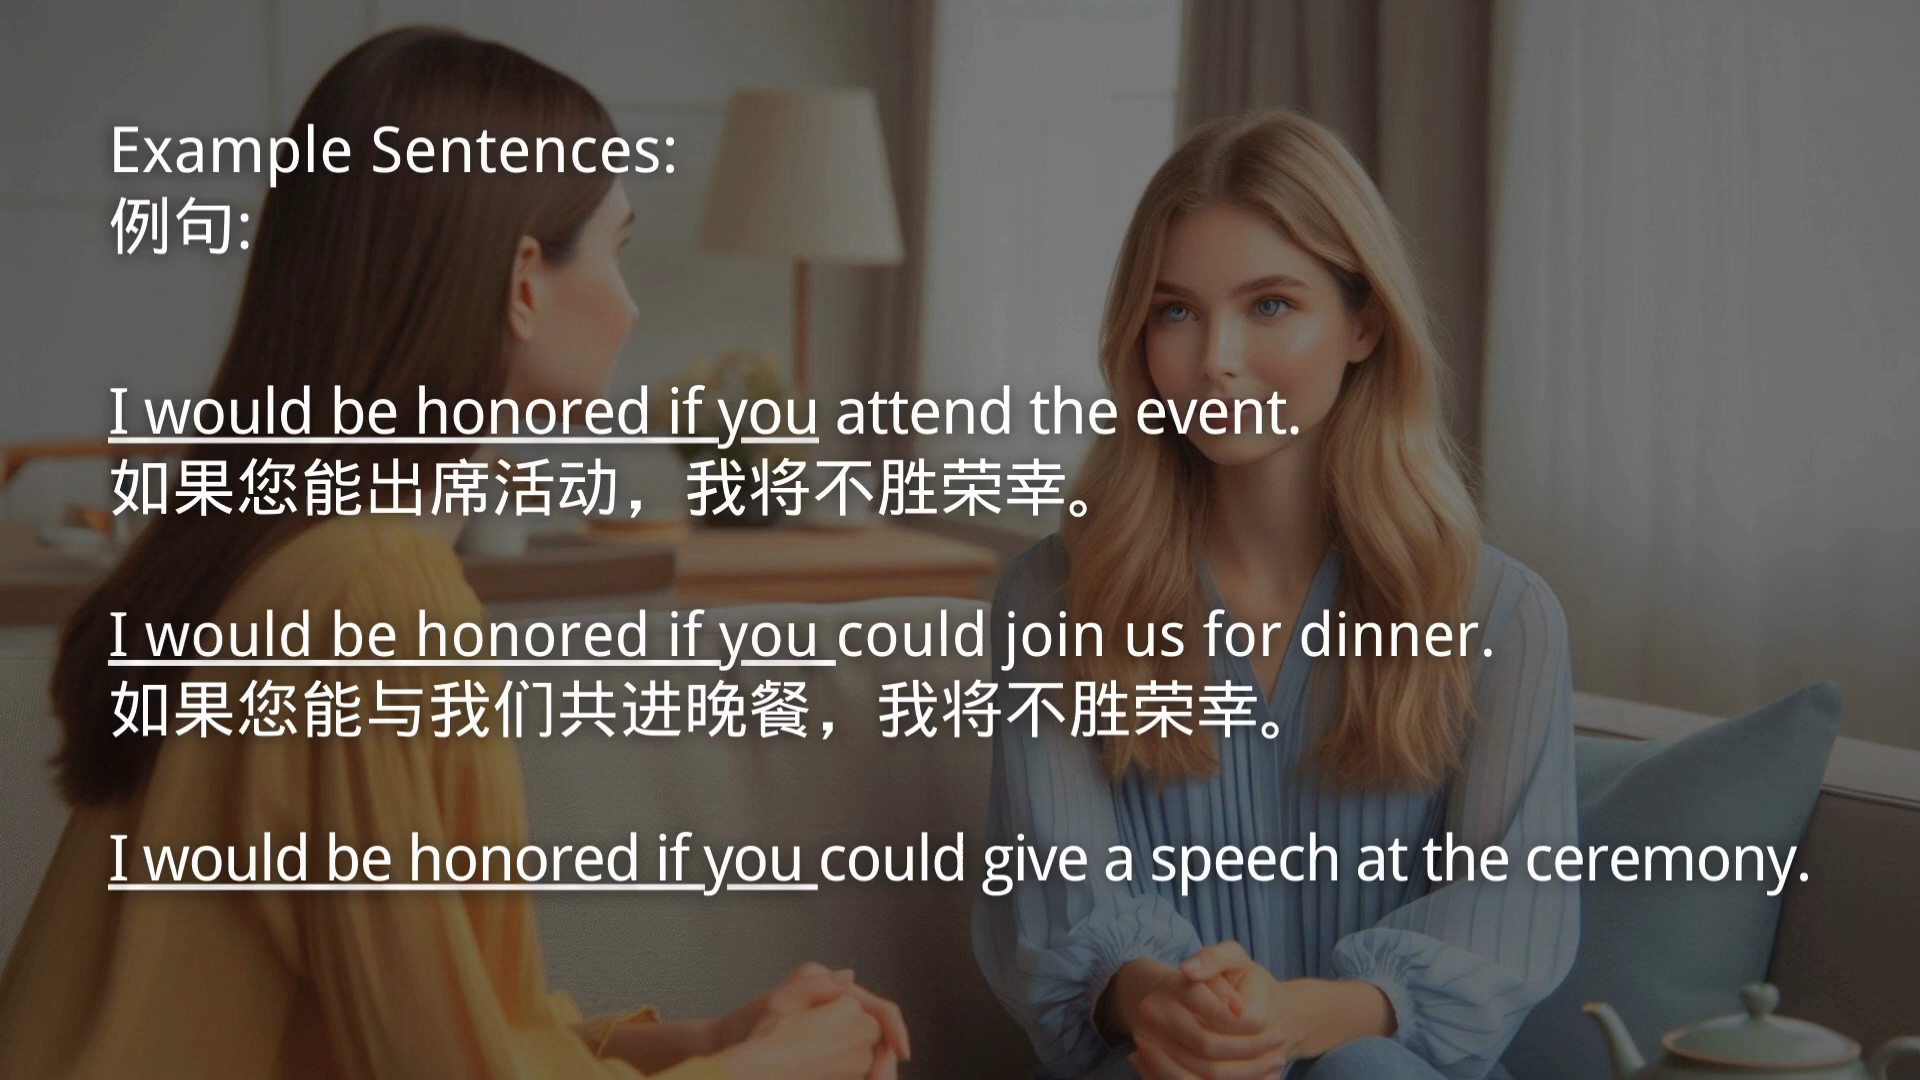 Example Sentences:
例句:
I would be honored if you attend the event.
如果您能出席活动，我将不胜荣幸。
I would be honored if you could join us for dinner.
如果您能与我们共进晚餐，我将不胜荣幸。
I would be honored if you could give a speech at the ceremony.